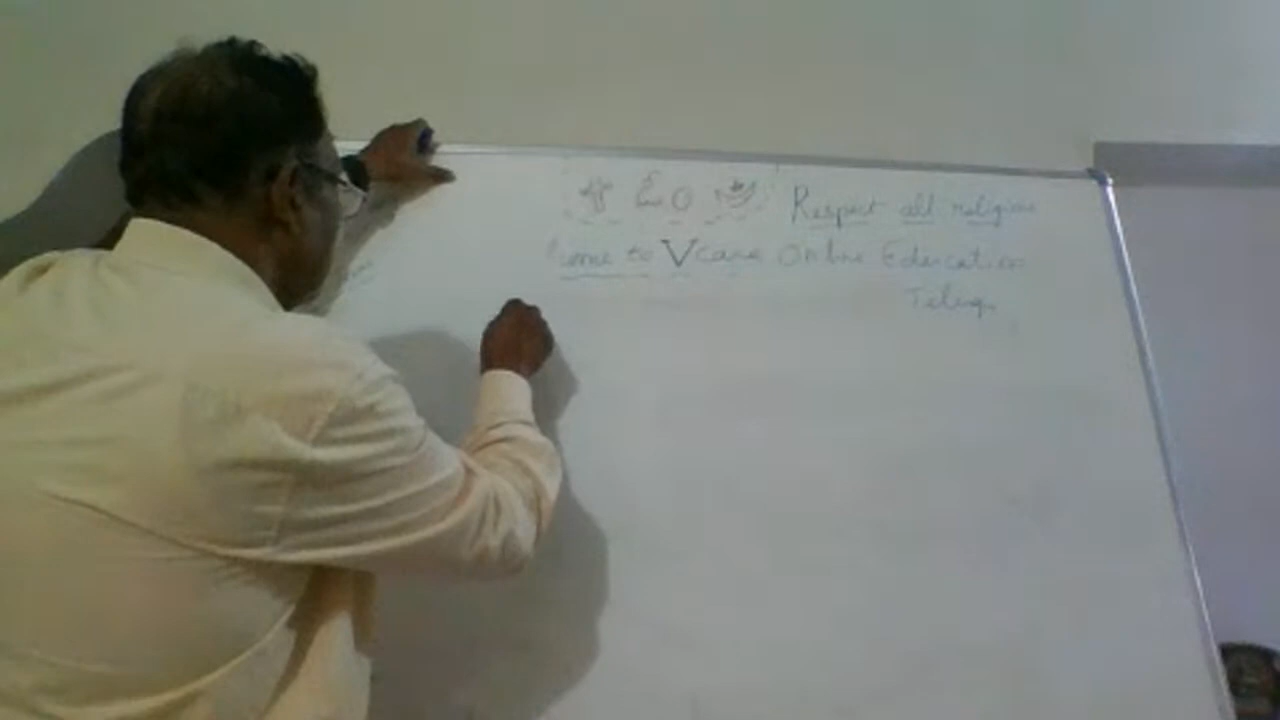 Respect all religions
come to Vcare Online Education
Telugu